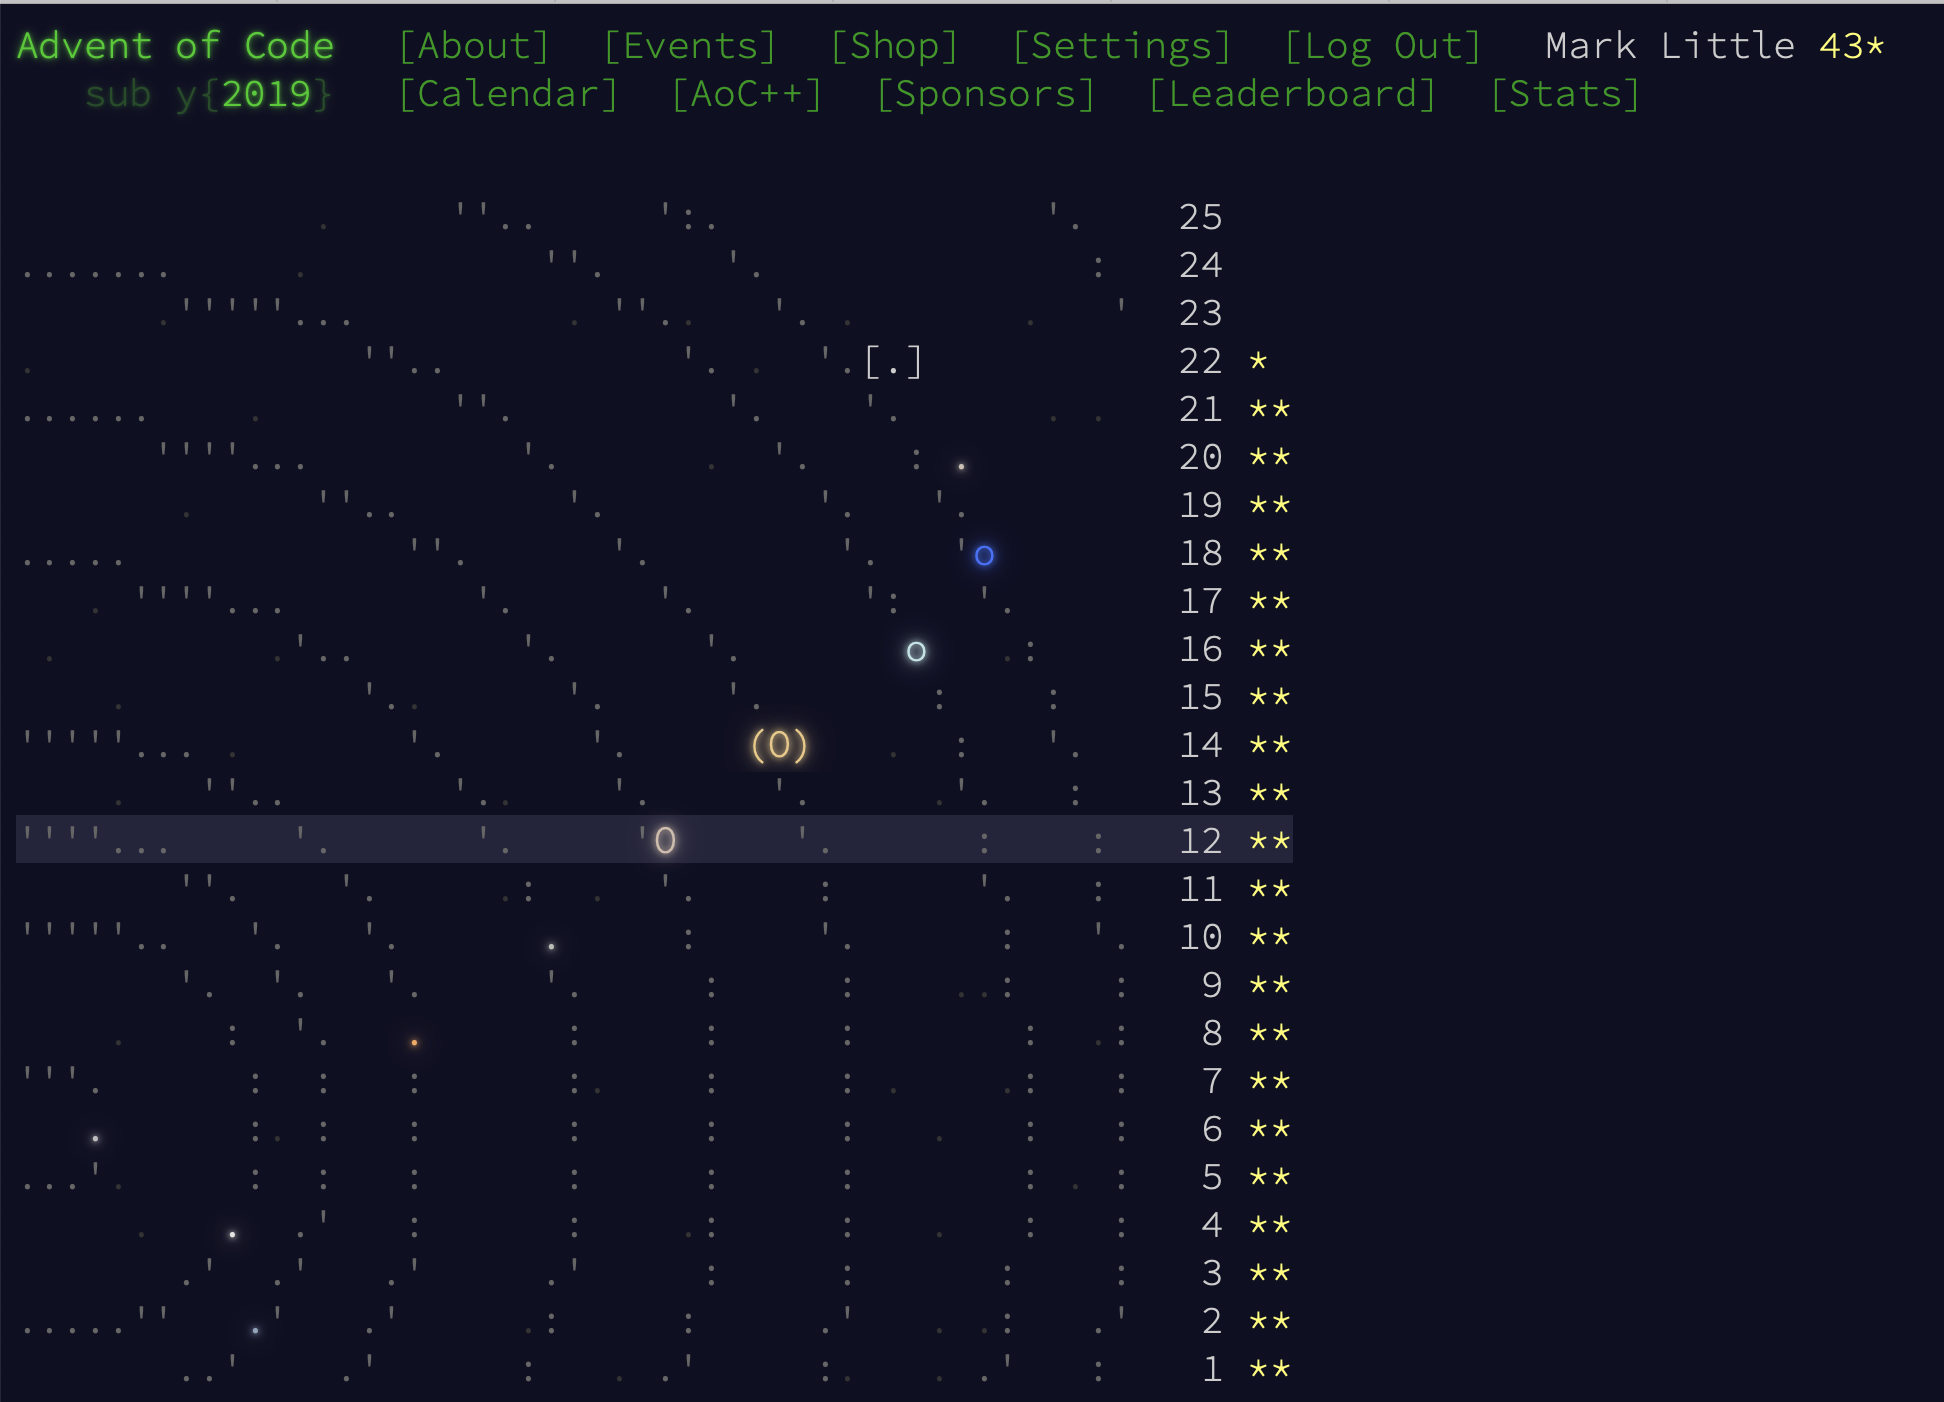 Advent of Code [About] [Events] [Shop] [Settings] [Log Out] Mark Little 43*
sub y{2019} [Calendar] [AoC++] [Sponsors] [Leaderboard] [Stats]
25
24
23
[.] 22 *
21 **
20 **
19 **
o 18 **
17 **
o 16 **
15 **
(O) 14 **
13 **
O 12 **
11 **
10 **
9 **
8 **
7 **
6 **
5 **
4 **
3 **
2 **
1 **